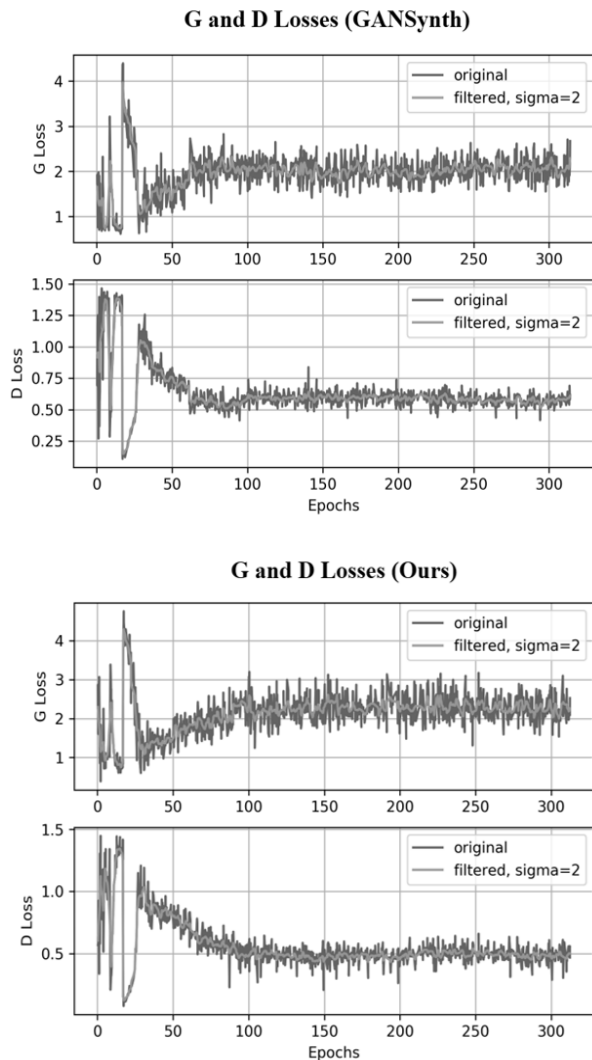 G and D Losses (GANSynth)
G Loss
4
3
2
1
original
filtered, sigma=2
0 50 100 150 200 250 300
D Loss
1.50
1.25
1.00
0.75
0.50
0.25
original
filtered, sigma=2
0 50 100 150 200 250 300
Epochs
G and D Losses (Ours)
G Loss
4
3
2
1
original
filtered, sigma=2
0 50 100 150 200 250 300
D Loss
1.5
1.0
0.5
original
filtered, sigma=2
0 50 100 150 200 250 300
Epochs